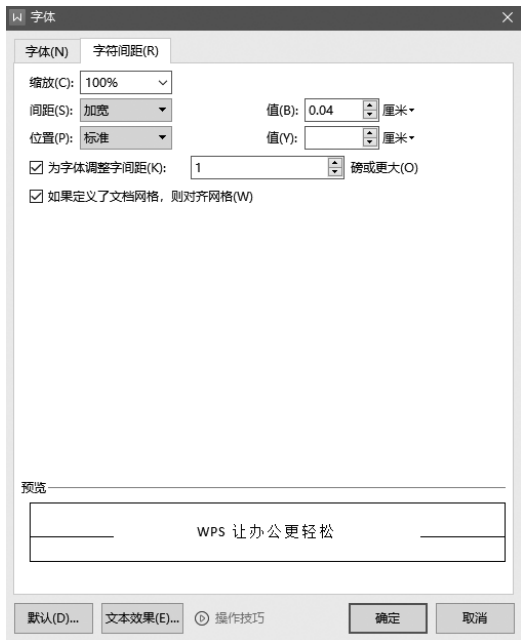 字体
字体(N) 字符间距(R)
缩放(C): 100%
间距(S): 加宽 值(B): 0.04 厘米
位置(P): 标准 值(Y): 厘米
为字体调整字间距(K): 1 磅或更大(O)
如果定义了文档网格，则对齐网格(W)
预览
WPS 让办公更轻松
默认(D)... 文本效果(E)... 操作技巧 确定 取消